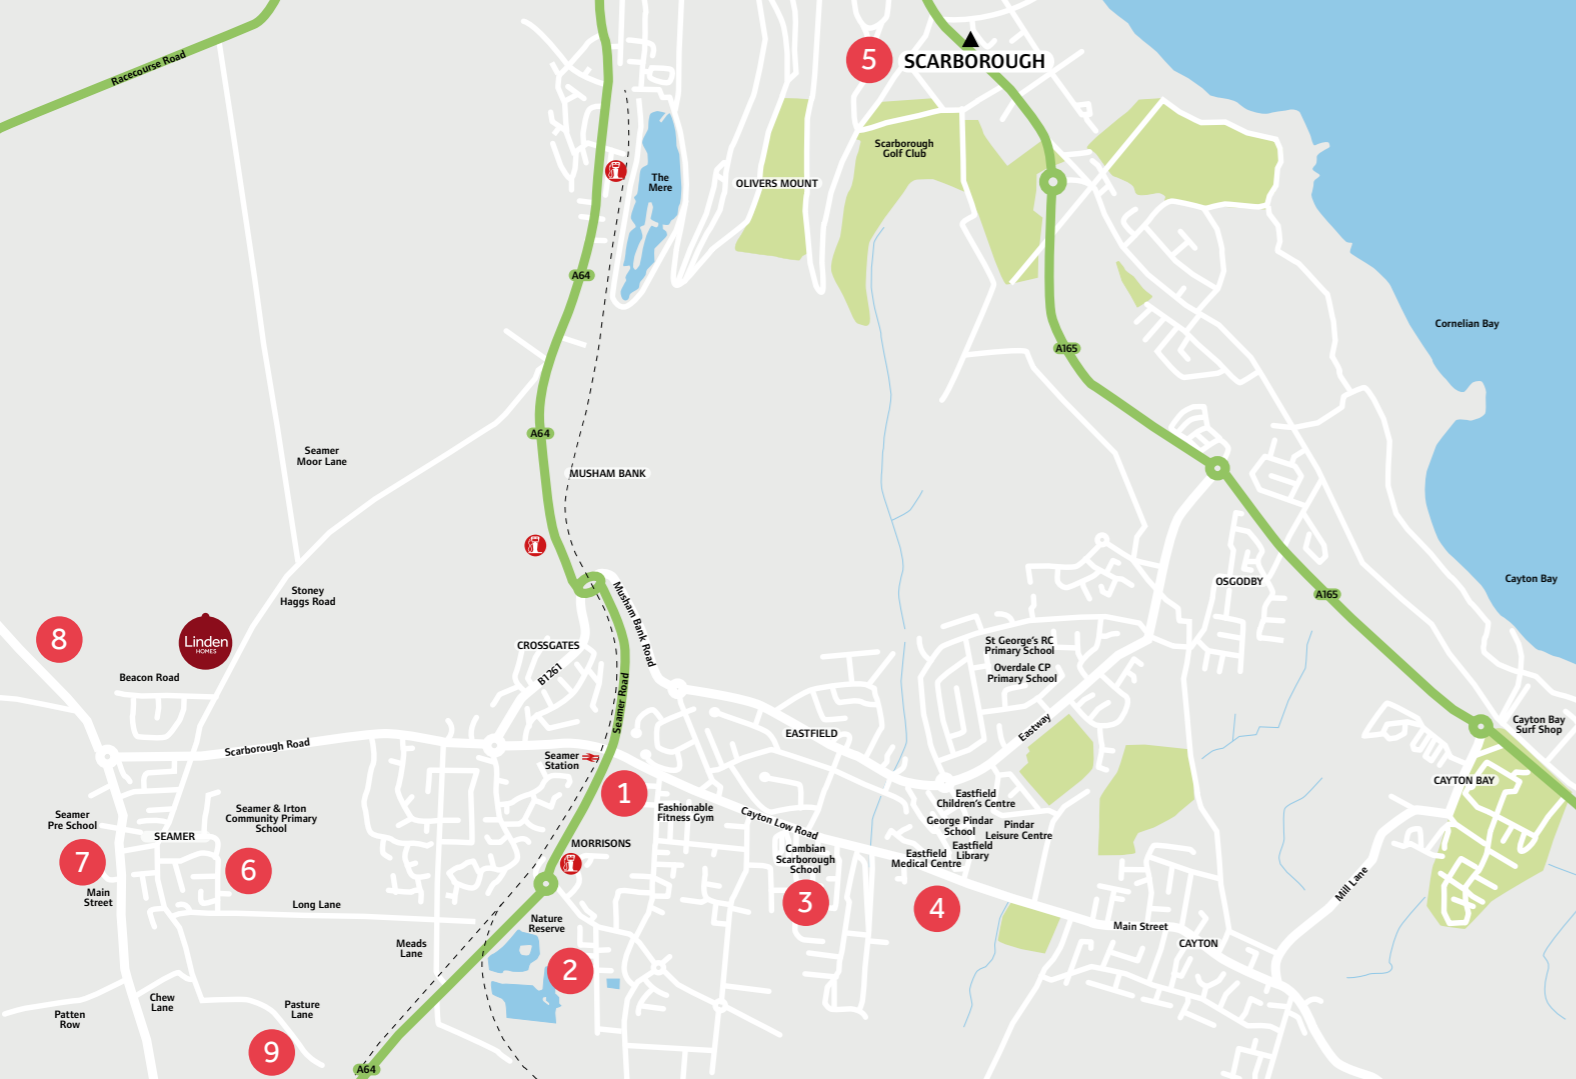 Racecourse Road
5
SCARBOROUGH
Scarborough
Golf Club
The
Mere
OLIVERS MOUNT
A64
Cornelian Bay
A165
A64
Seamer
Moor Lane
MUSHAM BANK
Cayton Bay
OSGODBY
A165
Stoney
Haggs Road
Musham Bank Road
8
Linden
HOMES
CROSSGATES
B1261
St George's RC
Primary School
Overdale CP
Primary School
Beacon Road
Seamer Road
Eastway
Cayton Bay
Surf Shop
EASTFIELD
Scarborough Road
Seamer
Station
CAYTON BAY
1
Eastfield
Children's Centre
Seamer
Pre School
Seamer & Irton
Community Primary
School
Fashionable
Fitness Gym
Cayton Low Road
George Pindar
School
Pindar
Leisure Centre
SEAMER
MORRISONS
Cambian
Scarborough
School
Eastfield
Library
Eastfield
Medical Centre
7
6
Main
Street
Mill Lane
Long Lane
3
4
Nature
Reserve
Main Street
CAYTON
Meads
Lane
2
Chew
Lane
Pasture
Lane
Patten
Row
9
A64